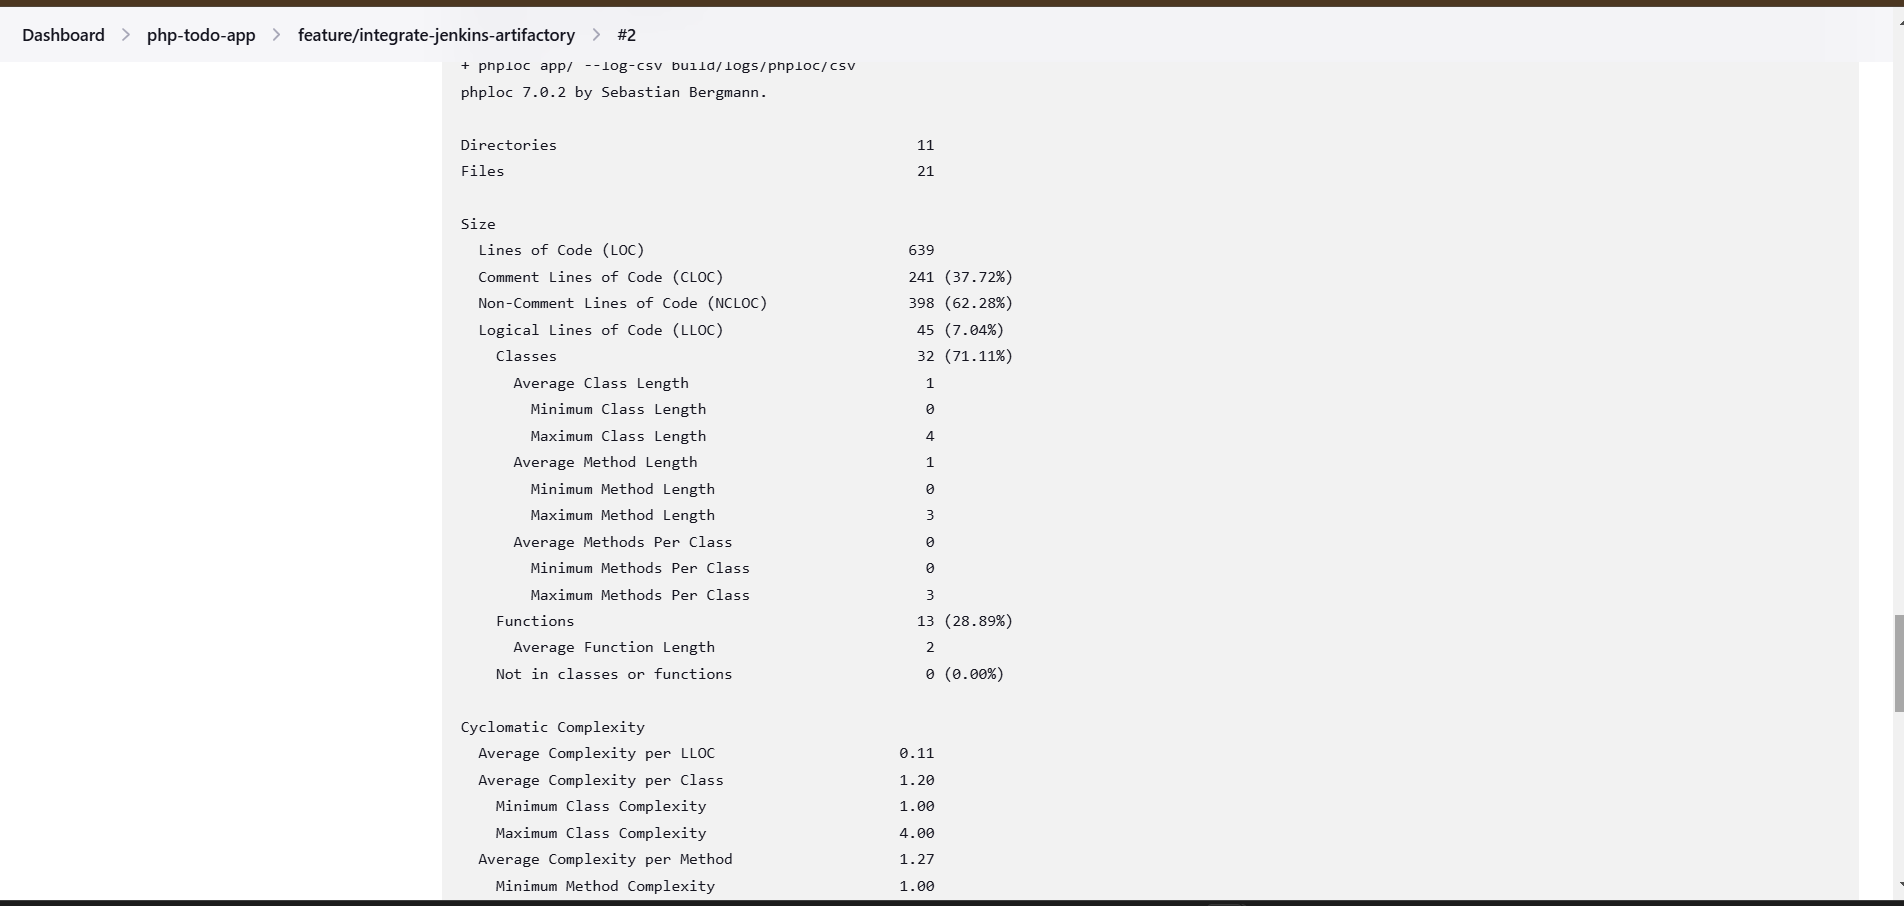 Dashboard > php-todo-app > feature/integrate-jenkins-artifactory > #2
+ phploc app/ --log-csv build/logs/phploc/csv
phploc 7.0.2 by Sebastian Bergmann.
Directories 11
Files 21
Size
Lines of Code (LOC) 639
Comment Lines of Code (CLOC) 241 (37.72%)
Non-Comment Lines of Code (NCLOC) 398 (62.28%)
Logical Lines of Code (LLOC) 45 (7.04%)
Classes 32 (71.11%)
Average Class Length 1
Minimum Class Length 0
Maximum Class Length 4
Average Method Length 1
Minimum Method Length 0
Maximum Method Length 3
Average Methods Per Class 0
Minimum Methods Per Class 0
Maximum Methods Per Class 3
Functions 13 (28.89%)
Average Function Length 2
Not in classes or functions 0 (0.00%)
Cyclomatic Complexity
Average Complexity per LLOC 0.11
Average Complexity per Class 1.20
Minimum Class Complexity 1.00
Maximum Class Complexity 4.00
Average Complexity per Method 1.27
Minimum Method Complexity 1.00